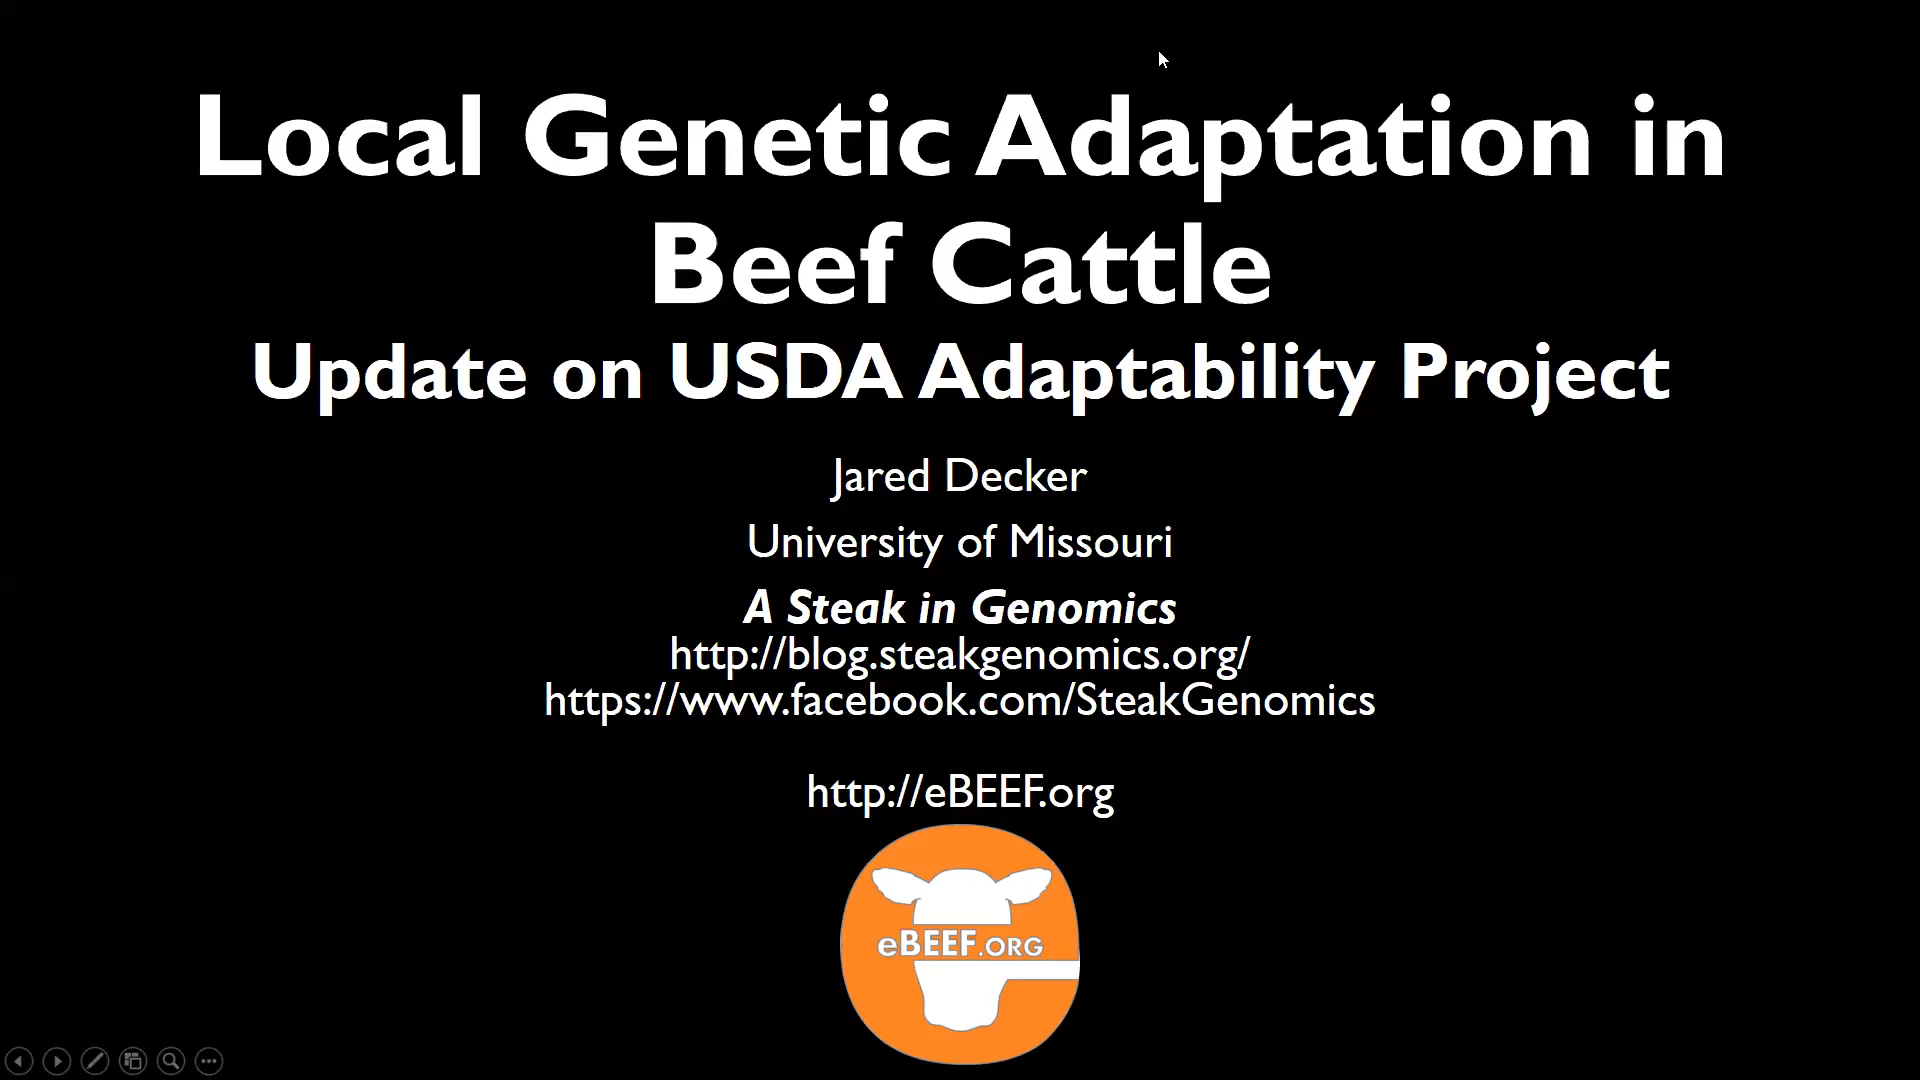 Local Genetic Adaptation in
Beef Cattle
Update on USDA Adaptability Project
Jared Decker
University of Missouri
A Steak in Genomics
http://blog.steakgenomics.org/
https://www.facebook.com/SteakGenomics
http://eBEEF.org
eBEEF.ORG